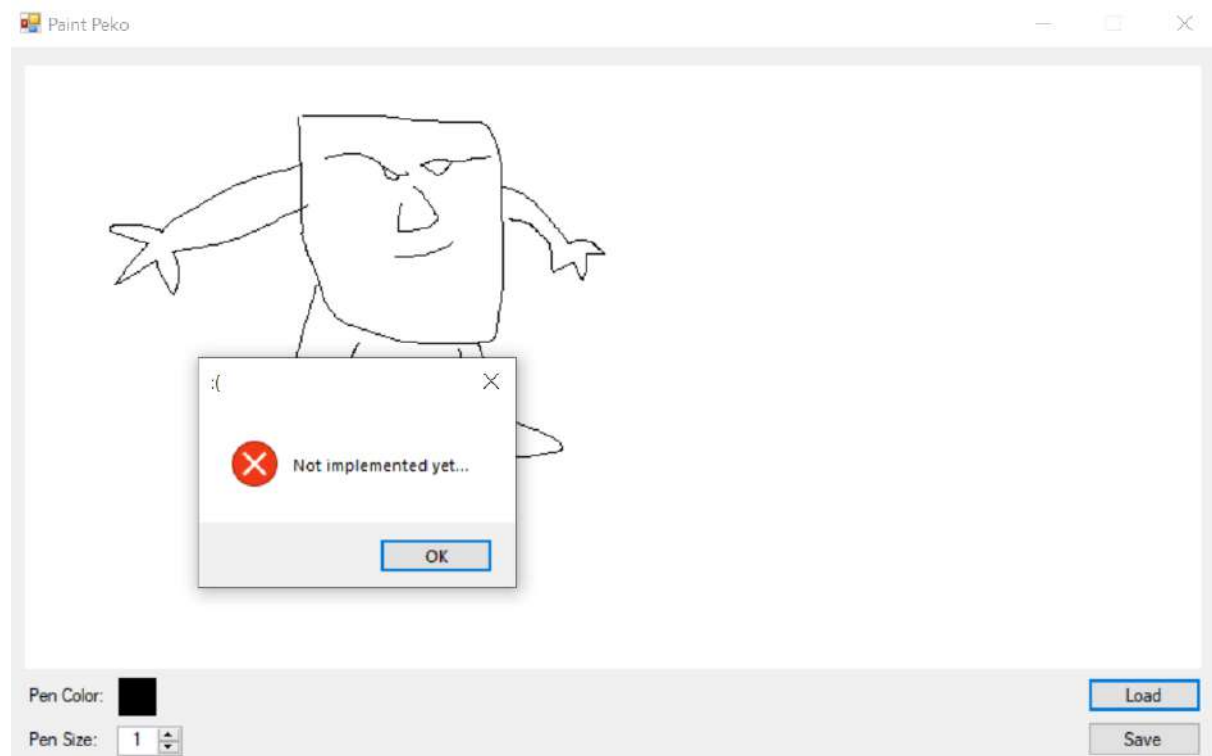 Paint Peko
:(
Not implemented yet...
OK
Pen Color:
Load
Pen Size: 1
Save